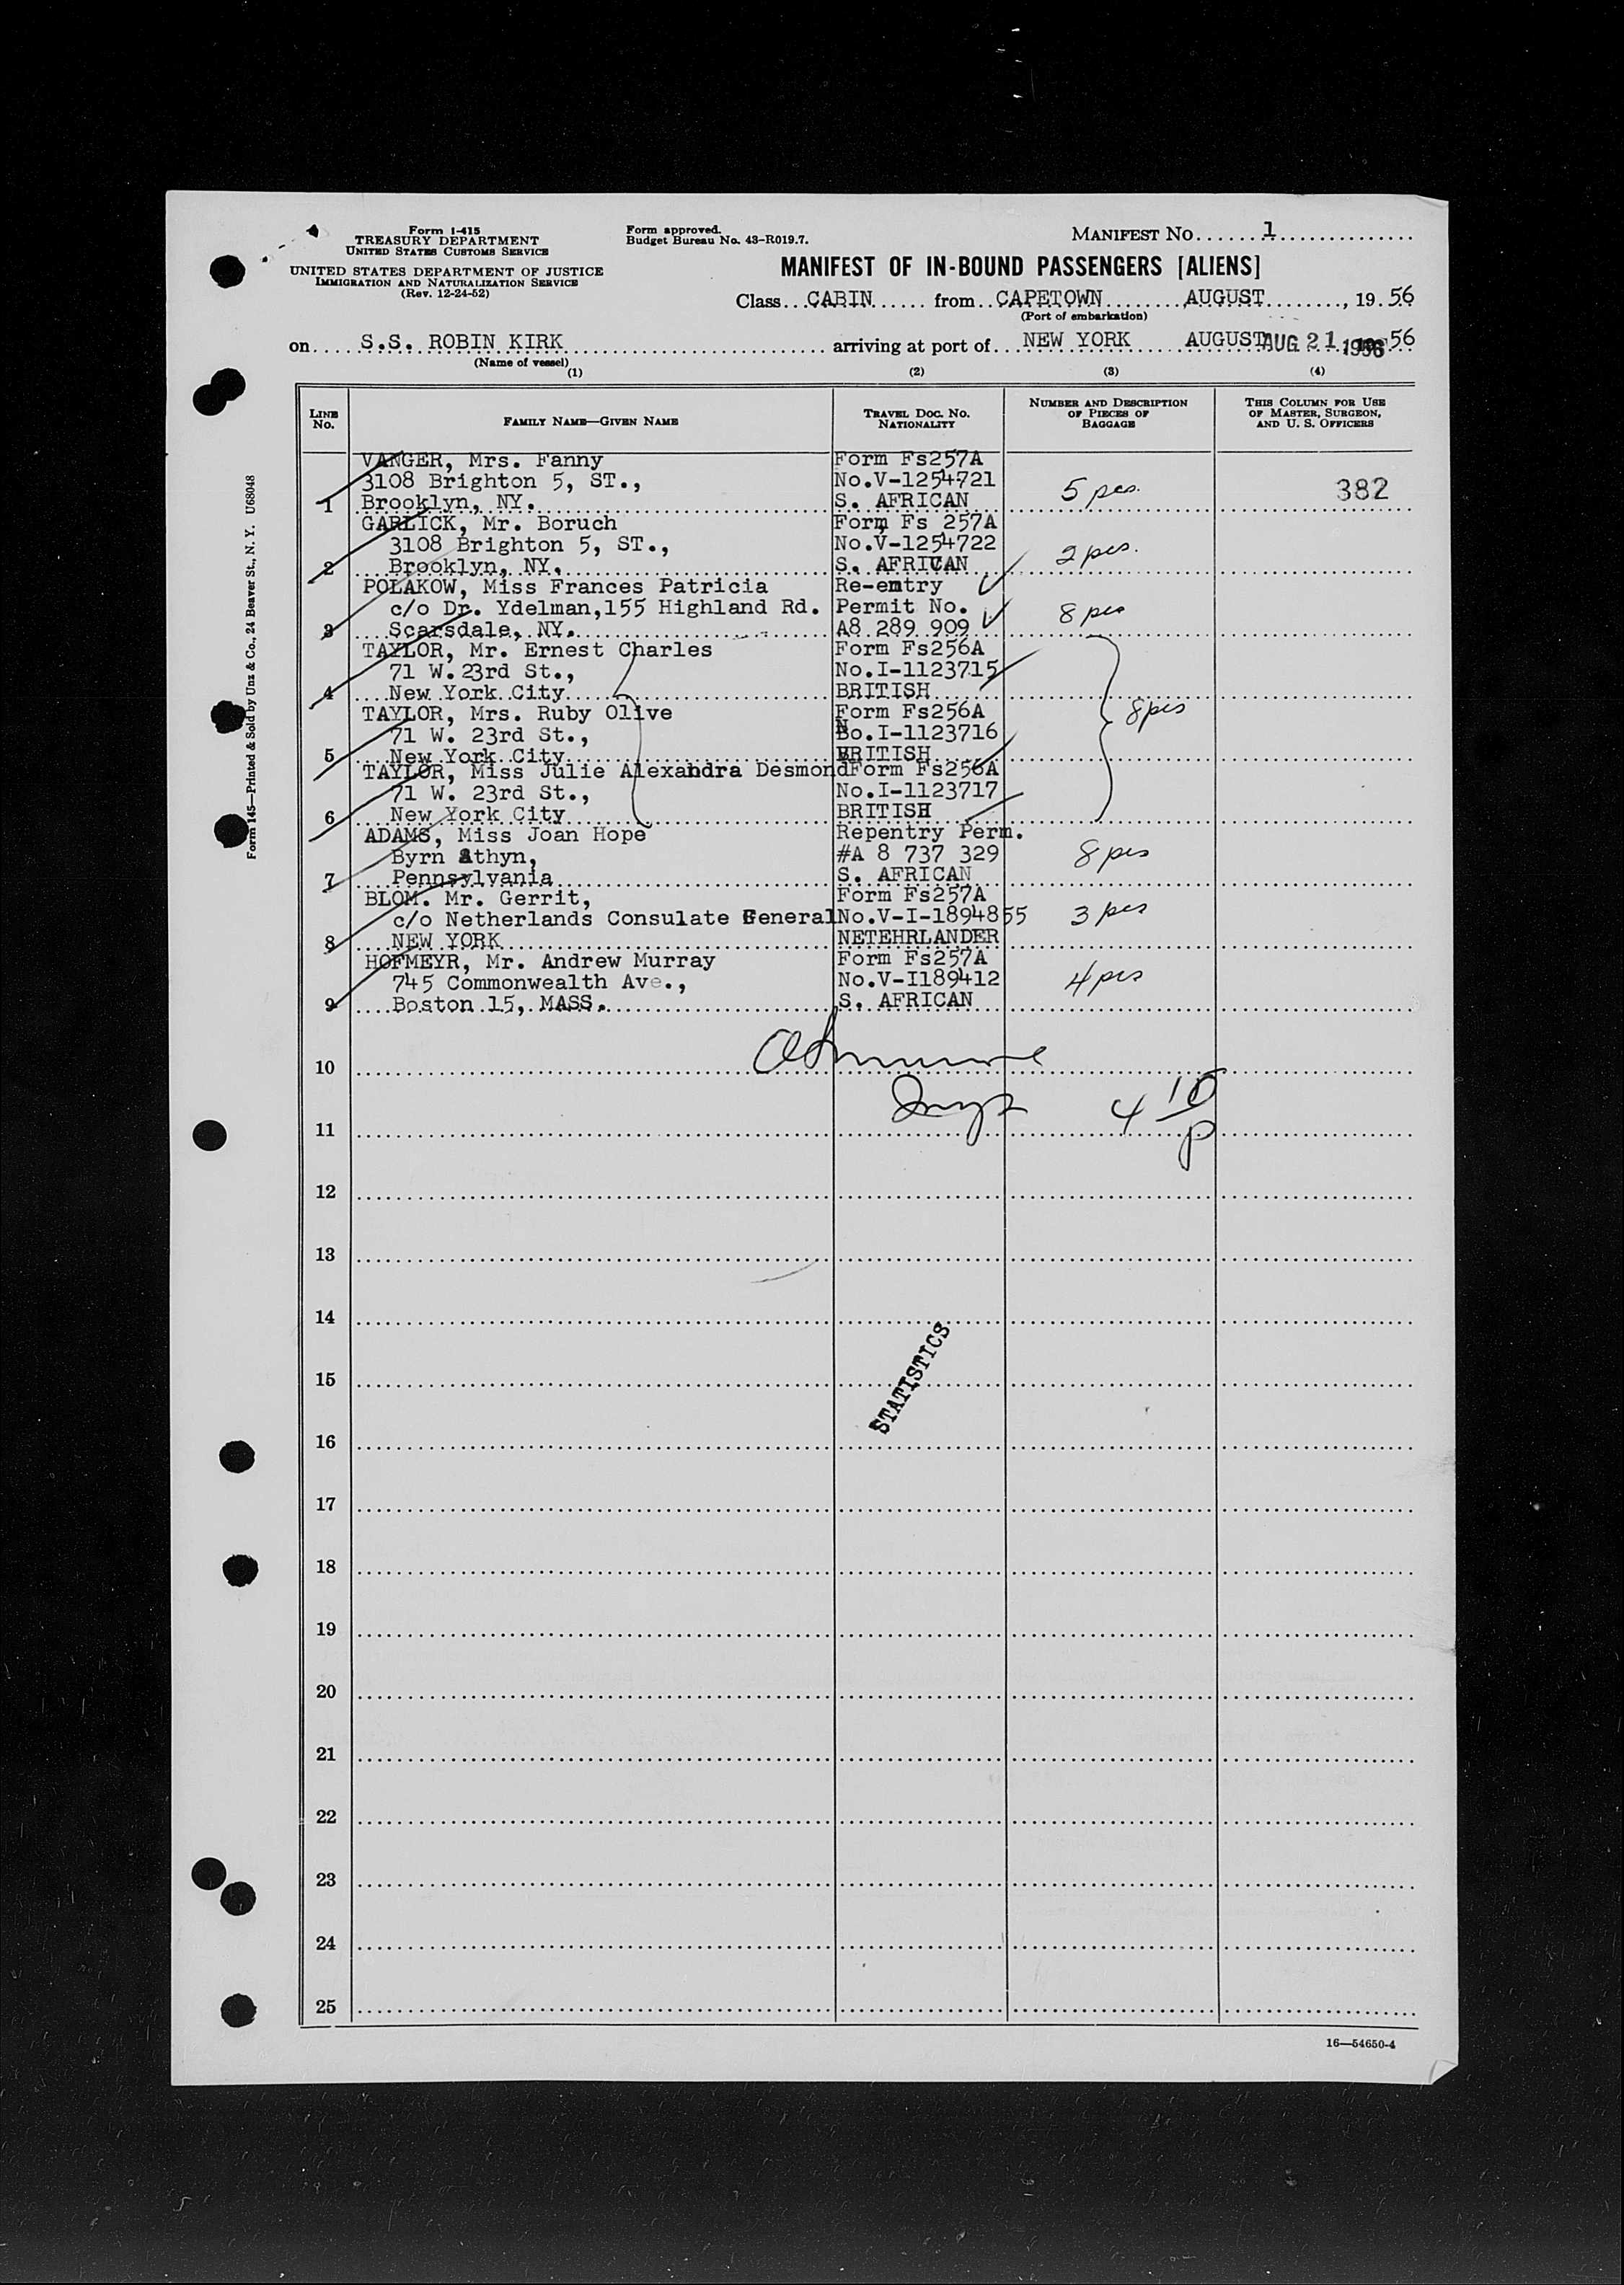 Form I-415
TREASURY DEPARTMENT
UNITED STATES CUSTOMS SERVICE
UNITED STATES DEPARTMENT OF JUSTICE
IMMIGRATION AND NATURALIZATION SERVICE
(Rev. 12-24-52)
Form approved.
Budget Bureau No. 43-R019.7.
MANIFEST NO. 1
MANIFEST OF IN-BOUND PASSENGERS [ALIENS]
Class CABIN from CAPETOWN AUGUST, 19 56
(Port of embarkation)
on S.S. ROBIN KIRK arriving at port of NEW YORK AUGUST AUG 21 1956 56
(Name of vessel)
(1) (2) (3) (4)
LINE NO. FAMILY NAME—GIVEN NAME TRAVEL DOC. NO. NATIONALITY NUMBER AND DESCRIPTION OF PIECES OF BAGGAGE THIS COLUMN FOR USE OF MASTER, SURGEON, AND U. S. OFFICERS
VANGER, Mrs. Fanny Form Fs257A
3108 Brighton 5, ST., No.V-1254721
1 Brooklyn, NY. S. AFRICAN 5 pcs. 382
GARLICK, Mr. Boruch Form Fs 257A
3108 Brighton 5, ST., No.V-1254722
2 Brooklyn, NY. S. AFRICAN 2 pcs.
POLAKOW, Miss Frances Patricia Re-entry
c/o Dr. Ydelman,155 Highland Rd. Permit No.
3 Scarsdale, NY. A8 289 909 8 pcs
TAYLOR, Mr. Ernest Charles Form Fs256A
71 W. 23rd St., No.I-1123715
4 New York City BRITISH
TAYLOR, Mrs. Ruby Olive Form Fs256A 8pcs
71 W. 23rd St., No.I-1123716
5 New York City BRITISH
TAYLOR, Miss Julie Alexandra Desmond Form Fs256A
71 W. 23rd St., No.I-1123717
6 New York City BRITISH
ADAMS, Miss Joan Hope Repentry Perm.
Byrn Athyn, #A 8 737 329 8 pcs
7 Pennsylvania S. AFRICAN
BLOM. Mr. Gerrit, Form Fs257A
c/o Netherlands Consulate General No.V-I-1894855 3 pcs
8 NEW YORK NETEHRLANDER
HOFMEYR, Mr. Andrew Murray Form Fs257A
745 Commonwealth Ave., No.V-I189412 4 pcs
9 Boston 15, MASS. S. AFRICAN
10
4 10 p
11
12
13
14
STATISTICS
15
16
17
18
19
20
21
22
23
24
25
16—54650-4
Form 145—Printed & Sold by Unz & Co., 24 Beaver St., N. Y. U68048